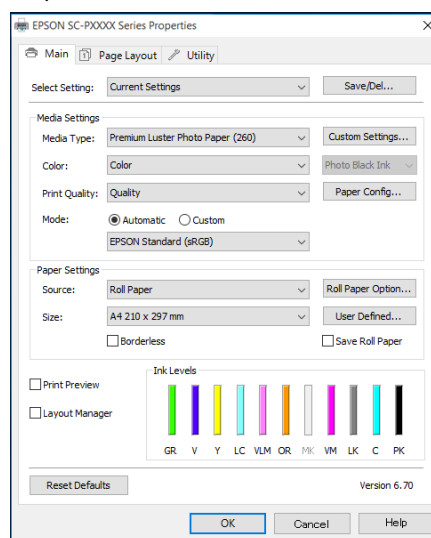 EPSON SC-PXXXX Series Properties
Main Page Layout Utility
Select Setting: Current Settings Save/Del...
Media Settings
Media Type: Premium Luster Photo Paper (260) Custom Settings...
Color: Color Photo Black Ink
Print Quality: Quality Paper Config...
Mode: Automatic Custom
EPSON Standard (sRGB)
Paper Settings
Source: Roll Paper Roll Paper Option...
Size: A4 210 x 297 mm User Defined...
Borderless Save Roll Paper
Ink Levels
Print Preview
Layout Manager
GR V Y LC VLM OR MK VM LK C PK
Reset Defaults Version 6.70
OK Cancel Help